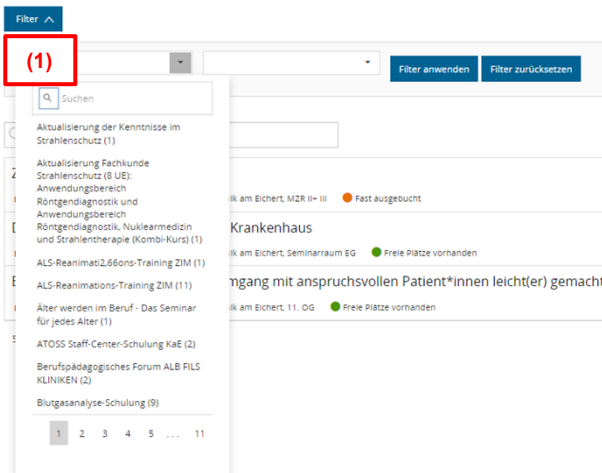 Filter
(1)
Filter anwenden
Filter zurücksetzen
Suchen
Aktualisierung der Kenntnisse im
Strahlenschutz (1)
Aktualisierung Fachkunde
Strahlenschutz (8 UE):
Anwendungsbereich
Röntgendiagnostik und
Anwendungsbereich
Röntgendiagnostik, Nuklearmedizin
und Strahlentherapie (Kombi-Kurs) (1)
ALS-Reanimati2,66ons-Training ZIM (1)
ALS-Reanimations-Training ZIM (11)
Älter werden im Beruf - Das Seminar
für jedes Alter (1)
ATOSS Staff-Center-Schulung KaE (2)
Berufspädagogisches Forum ALB FILS
KLINIKEN (2)
Blutgasanalyse-Schulung (9)
1 2 3 4 5 ... 11
am Eichert, MZR II+ III Fast ausgebucht
Krankenhaus
am Eichert, Seminarraum EG Freie Plätze vorhanden
mit anspruchsvollen Patient*innen leicht(er) gemacht
am Eichert, 11. OG Freie Plätze vorhanden